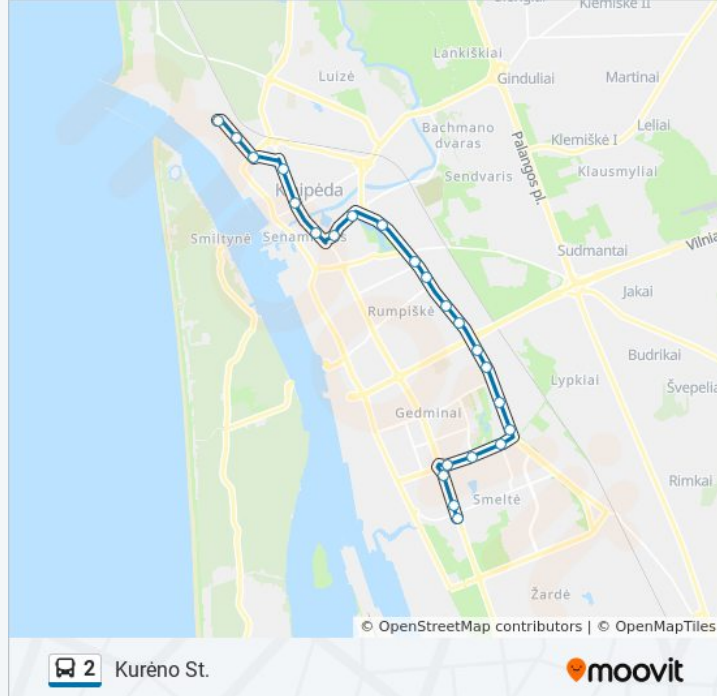 Klemiškė II
Lankiškiai
Luizė
Ginduliai
Martinai
Bachmano
dvaras
Leliai
Klemiškė I
Palangos pl.
Klausmyliai
Sendvaris
Klaipėda
Smiltynė
Senamiestis
Vilnia
Sudmantai
Jakai
Rumpiškė
Budrikai
Lypkiai
Švepelia
Gedminai
Rimkai
Smeltė
Žardė
© OpenStreetMap contributors | © OpenMapTiles
2 Kurėno St.
moovit